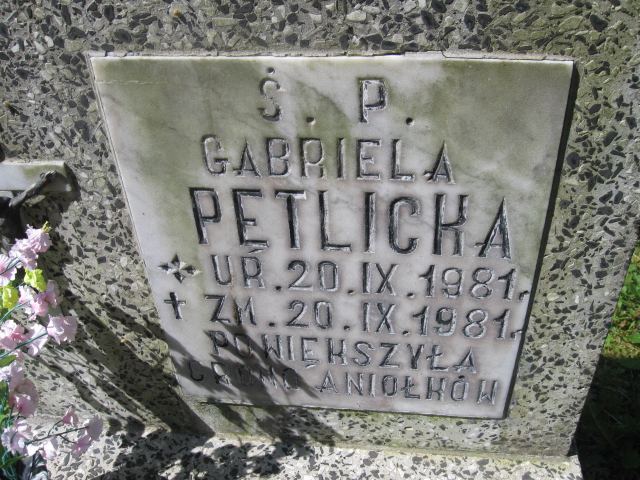 Ś. P.
GABRIELA
PETLICKA
UR. 20.IX.1981.
ZM. 20.IX.1981.
POWIĘKSZYŁA
GRONO ANIOŁKÓW